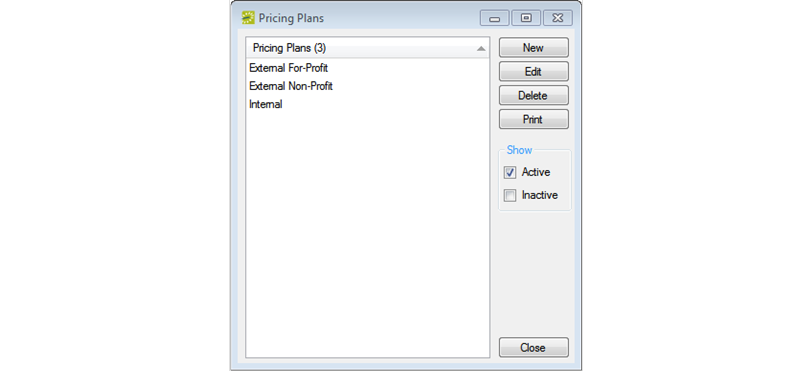 Pricing Plans
Pricing Plans (3)
External For-Profit
External Non-Profit
Internal
New
Edit
Delete
Print
Show
Active
Inactive
Close